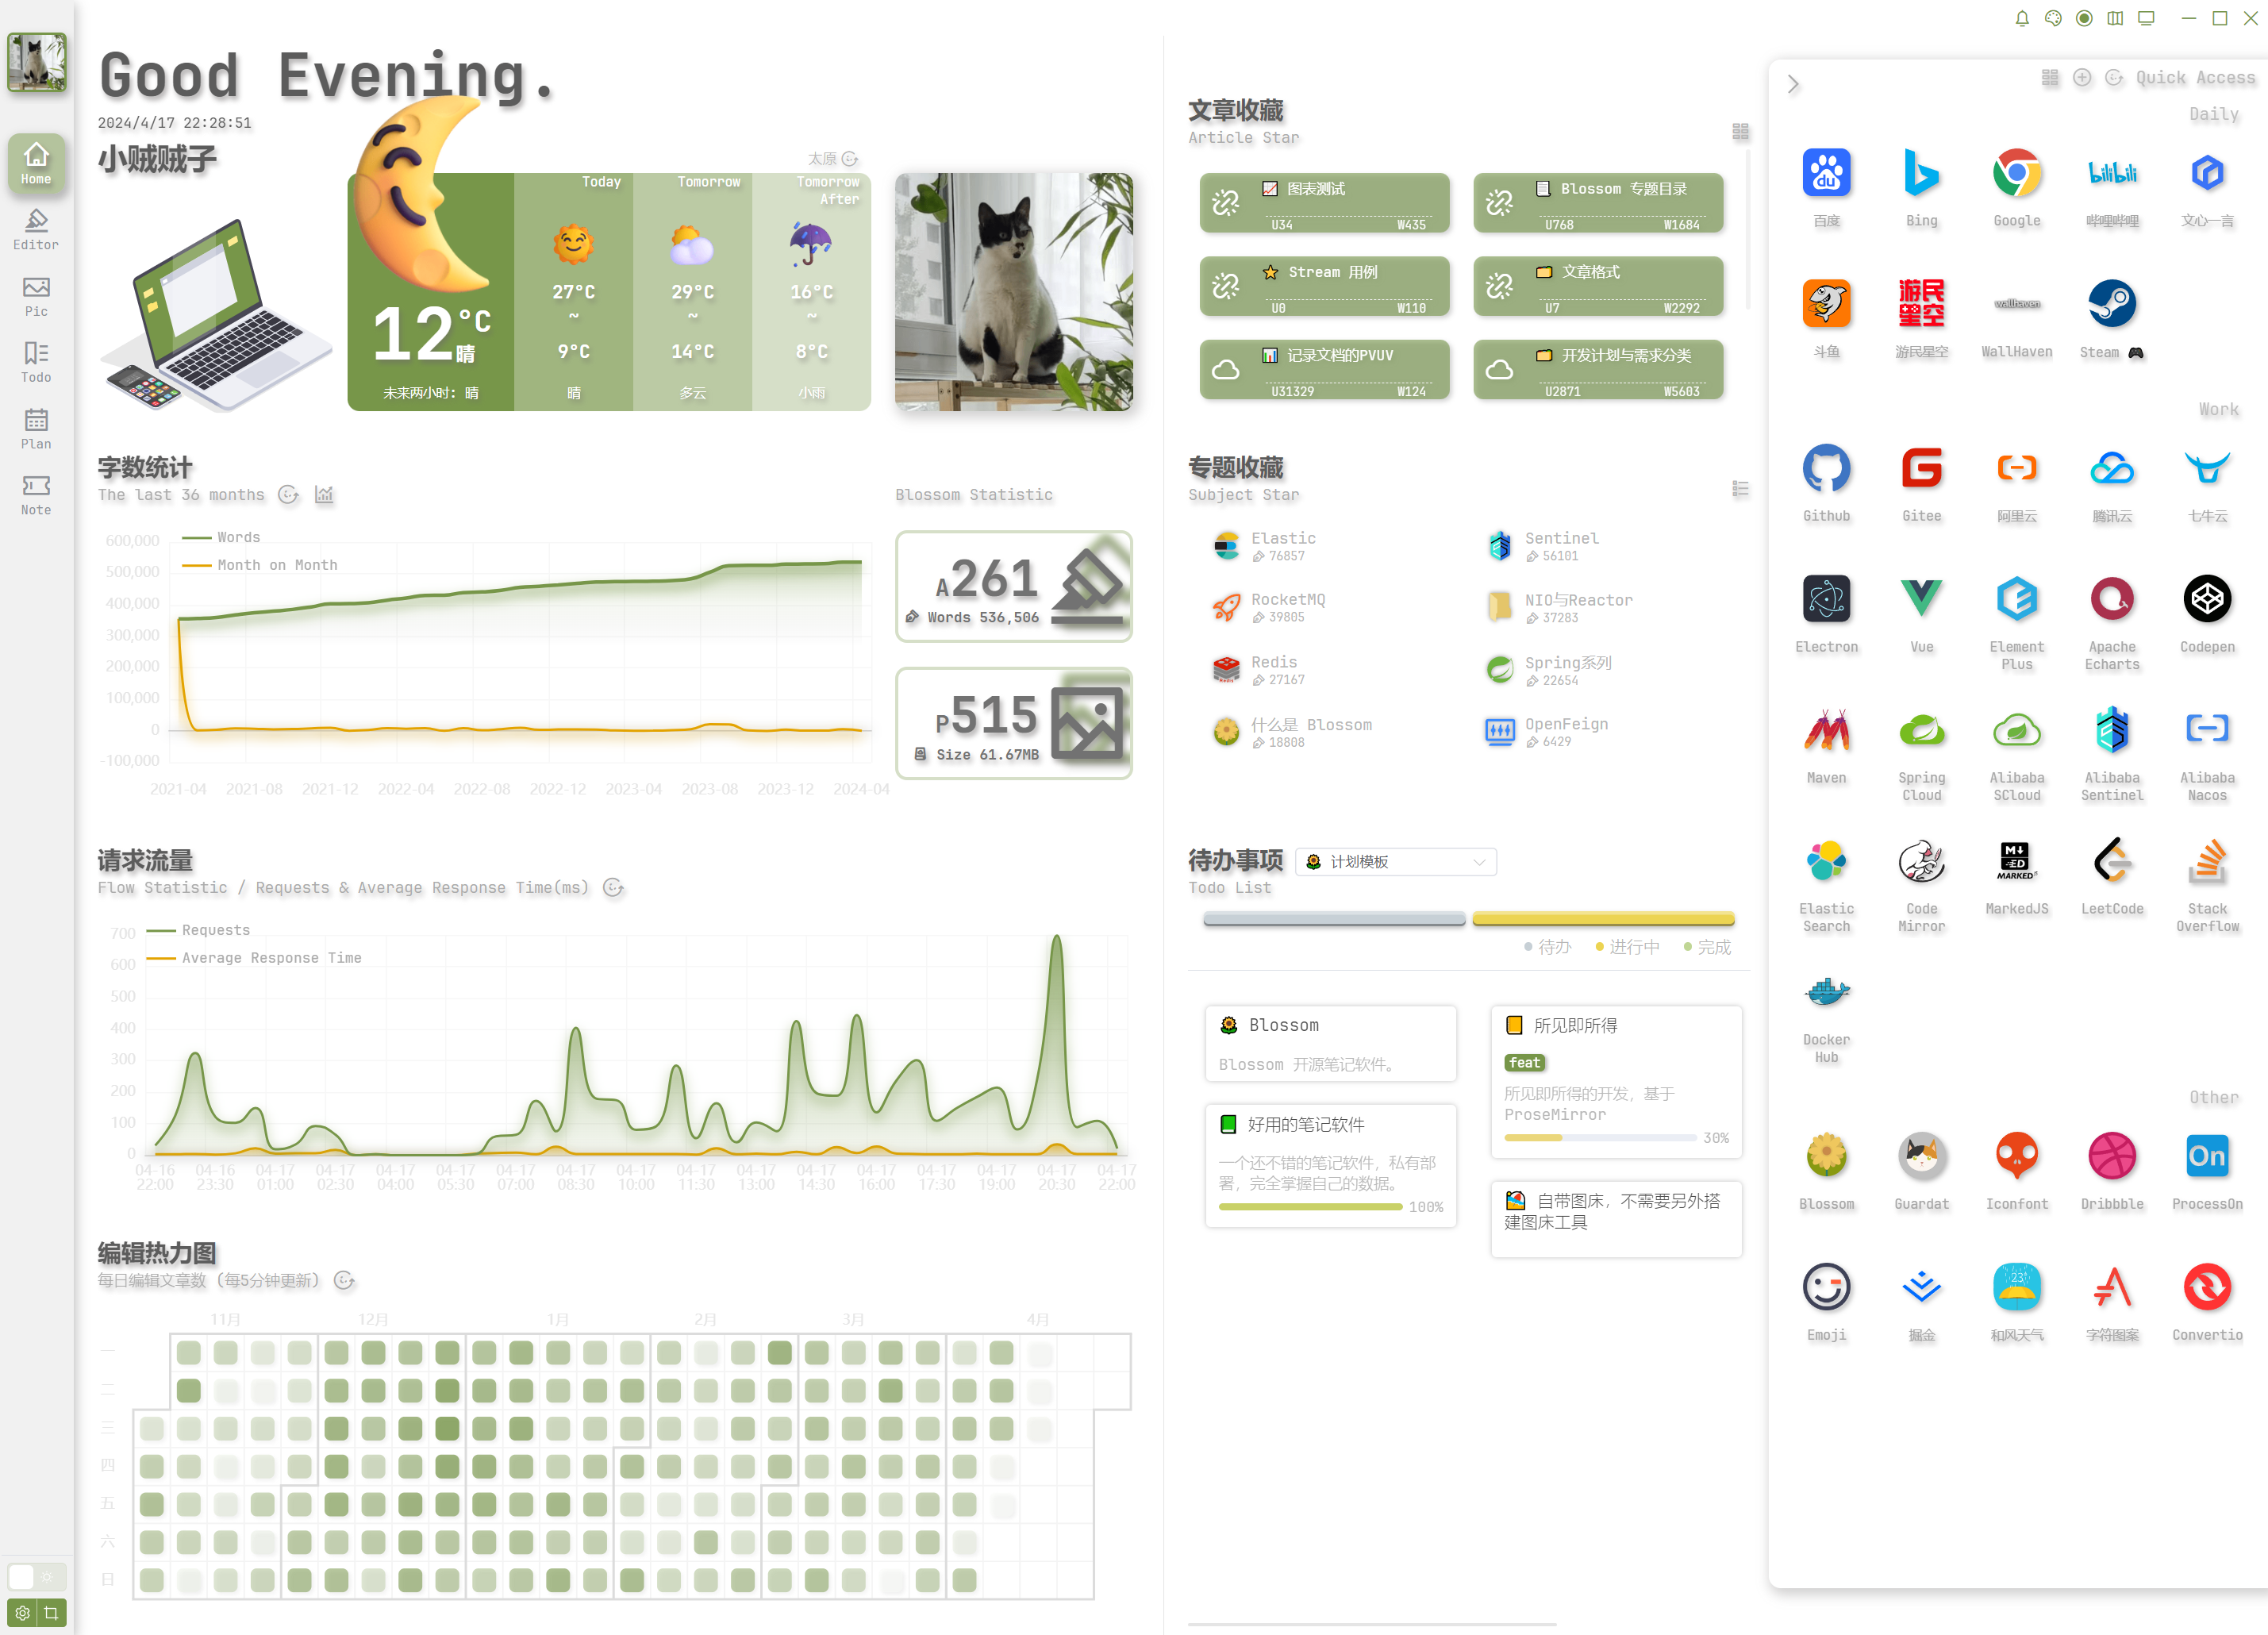 Good Evening.
2024/4/17 22:28:51
小贼贼子
Home
Editor
Pic
Todo
Plan
Note
太原
12°C
晴
未来两小时：晴
Today
27°C
~
9°C
晴
Tomorrow
29°C
~
14°C
多云
Tomorrow
After
16°C
~
8°C
小雨
字数统计
The last 36 months
Words
Month on Month
600,000
500,000
400,000
300,000
200,000
100,000
0
-100,000
2021-04 2021-08 2021-12 2022-04 2022-08 2022-12 2023-04 2023-08 2023-12 2024-04
Blossom Statistic
A261
Words 536,506
P515
Size 61.67MB
请求流量
Flow Statistic / Requests & Average Response Time(ms)
Requests
Average Response Time
700
600
500
400
300
200
100
0
04-16 04-16 04-17 04-17 04-17 04-17 04-17 04-17 04-17 04-17 04-17 04-17 04-17 04-17 04-17 04-17 04-17
22:00 23:30 01:00 02:30 04:00 05:30 07:00 08:30 10:00 11:30 13:00 14:30 16:00 17:30 19:00 20:30 22:00
编辑热力图
每日编辑文章数 (每5分钟更新)
11月 12月 1月 2月 3月 4月
一
二
三
四
五
六
日
文章收藏
Article Star
图表测试
U34 W435
Blossom 专题目录
U768 W1684
Stream 用例
U0 W110
文章格式
U7 W2292
记录文档的PVUV
U31329 W124
开发计划与需求分类
U2871 W5603
专题收藏
Subject Star
Elastic
76857
Sentinel
56101
RocketMQ
39805
NIO与Reactor
37283
Redis
27167
Spring系列
22654
什么是 Blossom
18808
OpenFeign
6429
待办事项
计划模板
Todo List
待办 进行中 完成
Blossom
Blossom 开源笔记软件。
好用的笔记软件
一个还不错的笔记软件，私有部
署，完全掌握自己的数据。
100%
所见即所得
feat
所见即所得的开发，基于
ProseMirror
30%
自带图床，不需要另外搭
建图床工具
Quick Access
Daily
du
bilibili
百度 Bing Google 哔哩哔哩 文心一言
游民
星空
wallhaven
斗鱼 游民星空 WallHaven Steam
Work
Github Gitee 阿里云 腾讯云 七牛云
Electron Vue Element
Plus Apache
Echarts Codepen
Maven Spring
Cloud Alibaba
SCloud Alibaba
Sentinel Alibaba
Nacos
M
ED
MARKED
Elastic
Search Code
Mirror MarkedJS LeetCode Stack
Overflow
Docker
Hub
Other
On
Blossom Guardat Iconfont Dribbble ProcessOn
23°
Emoji 掘金 和风天气 字符图案 Convertio